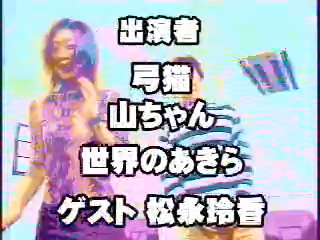 出演者
弓猫
山ちゃん
世界のあきら
ゲスト 松永玲香